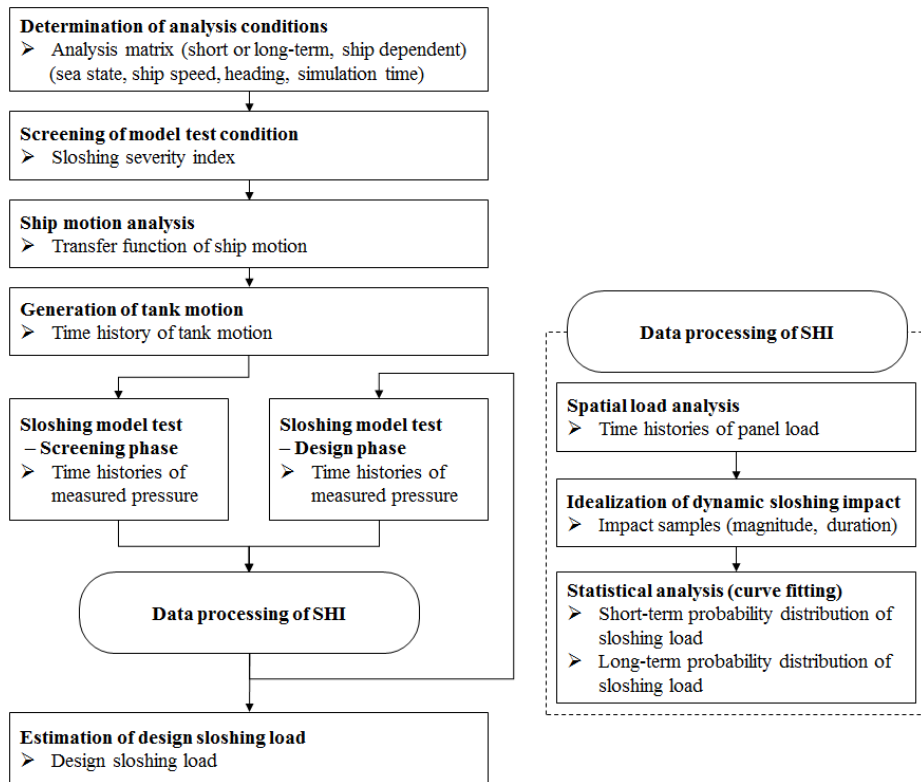 Determination of analysis conditions
➢ Analysis matrix (short or long-term, ship dependent)
(sea state, ship speed, heading, simulation time)
Screening of model test condition
➢ Sloshing severity index
Ship motion analysis
➢ Transfer function of ship motion
Generation of tank motion
➢ Time history of tank motion
Sloshing model test
– Screening phase
➢ Time histories of
measured pressure
Sloshing model test
– Design phase
➢ Time histories of
measured pressure
Data processing of SHI
Estimation of design sloshing load
➢ Design sloshing load
Data processing of SHI
Spatial load analysis
➢ Time histories of panel load
Idealization of dynamic sloshing impact
➢ Impact samples (magnitude, duration)
Statistical analysis (curve fitting)
➢ Short-term probability distribution of
sloshing load
➢ Long-term probability distribution of
sloshing load